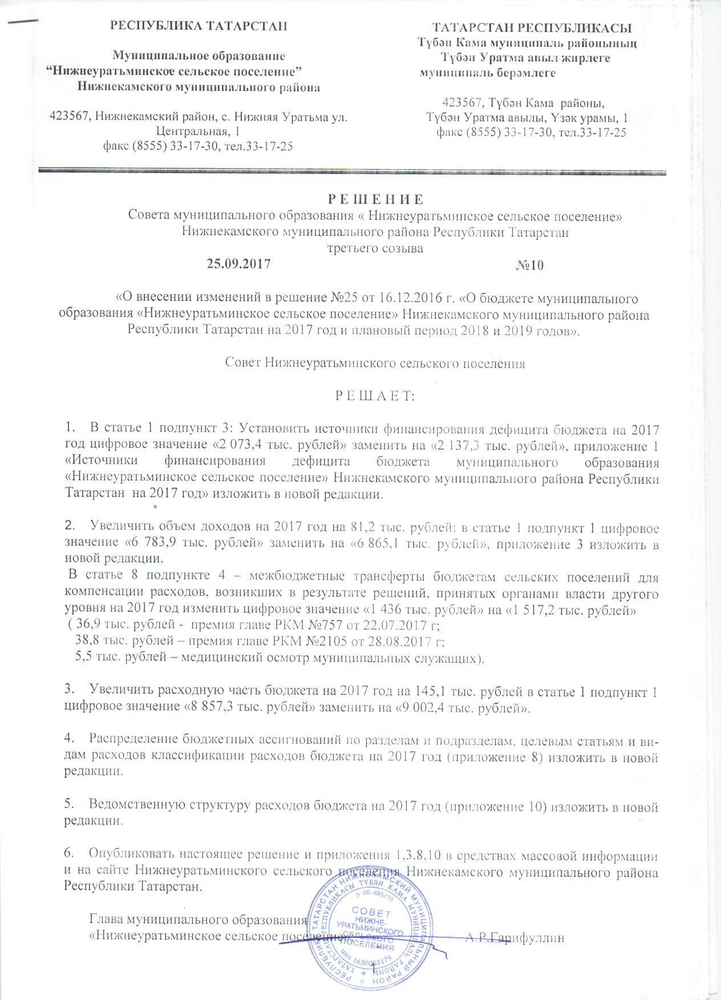 РЕСПУБЛИКА ТАТАРСТАН
Муниципальное образование
“Нижнеуратьминское сельское поселение”
Нижнекамского муниципального района
423567, Нижнекамский район, с. Нижняя Уратьма ул.
Центральная, 1
факс (8555) 33-17-30, тел.33-17-25
ТАТАРСТАН РЕСПУБЛИКАСЫ
Түбән Кама муниципаль районының
Түбән Уратма авыл җирлеге
муниципаль берәмлеге
423567, Түбән Кама районы,
Түбән Уратма авылы, Үзәк урамы, 1
факс (8555) 33-17-30, тел.33-17-25
Р Е Ш Е Н И Е
Совета муниципального образования « Нижнеуратьминское сельское поселение»
Нижнекамского муниципального района Республики Татарстан
третьего созыва
25.09.2017 №10
«О внесении изменений в решение №25 от 16.12.2016 г. «О бюджете муниципального
образования «Нижнеуратьминское сельское поселение» Нижнекамского муниципального района
Республики Татарстан на 2017 год и плановый период 2018 и 2019 годов».
Совет Нижнеуратьминского сельского поселения
Р Е Ш А Е Т:
1. В статье 1 подпункт 3: Установить источники финансирования дефицита бюджета на 2017
год цифровое значение «2 073,4 тыс. рублей» заменить на «2 137,3 тыс. рублей», приложение 1
«Источники финансирования дефицита бюджета муниципального образования
«Нижнеуратьминское сельское поселение» Нижнекамского муниципального района Республики
Татарстан на 2017 год» изложить в новой редакции.
2. Увеличить объем доходов на 2017 год на 81,2 тыс. рублей: в статье 1 подпункт 1 цифровое
значение «6 783,9 тыс. рублей» заменить на «6 865,1 тыс. рублей», приложение 3 изложить в
новой редакции.
В статье 8 подпункте 4 – межбюджетные трансферты бюджетам сельских поселений для
компенсации расходов, возникших в результате решений, принятых органами власти другого
уровня на 2017 год изменить цифровое значение «1 436 тыс. рублей» на «1 517,2 тыс. рублей»
( 36,9 тыс. рублей - премия главе РКМ №757 от 22.07.2017 г;
38,8 тыс. рублей – премия главе РКМ №2105 от 28.08.2017 г;
5,5 тыс. рублей – медицинский осмотр муниципальных служащих).
3. Увеличить расходную часть бюджета на 2017 год на 145,1 тыс. рублей в статье 1 подпункт 1
цифровое значение «8 857,3 тыс. рублей» заменить на «9 002,4 тыс. рублей».
4. Распределение бюджетных ассигнований по разделам и подразделам, целевым статьям и ви-
дам расходов классификации расходов бюджета на 2017 год (приложение 8) изложить в новой
редакции.
5. Ведомственную структуру расходов бюджета на 2017 год (приложение 10) изложить в новой
редакции.
6. Опубликовать настоящее решение и приложения 1,3,8,10 в средствах массовой информации
и на сайте Нижнеуратьминского сельского поселения Нижнекамского муниципального района
Республики Татарстан.
Глава муниципального образования
«Нижнеуратьминское сельское поселение» А.Р.Гарифуллин
РЕСПУБЛИКА ТАТАРСТАН НИЖНЕКАМСКИЙ МУНИЦИПАЛЬНЫЙ РАЙОН *
ТАТАРСТАН РЕСПУБЛИКАСЫ ТҮБӘН КАМА МУНИЦИПАЛЬ РАЙОНЫ *
р 06-685/10
СОВЕТ
НИЖНЕ-
УРАТЬМИНСКОГО
СЕЛЬСКОГО
ПОСЕЛЕНИЯ
ИНН 1630003179
1